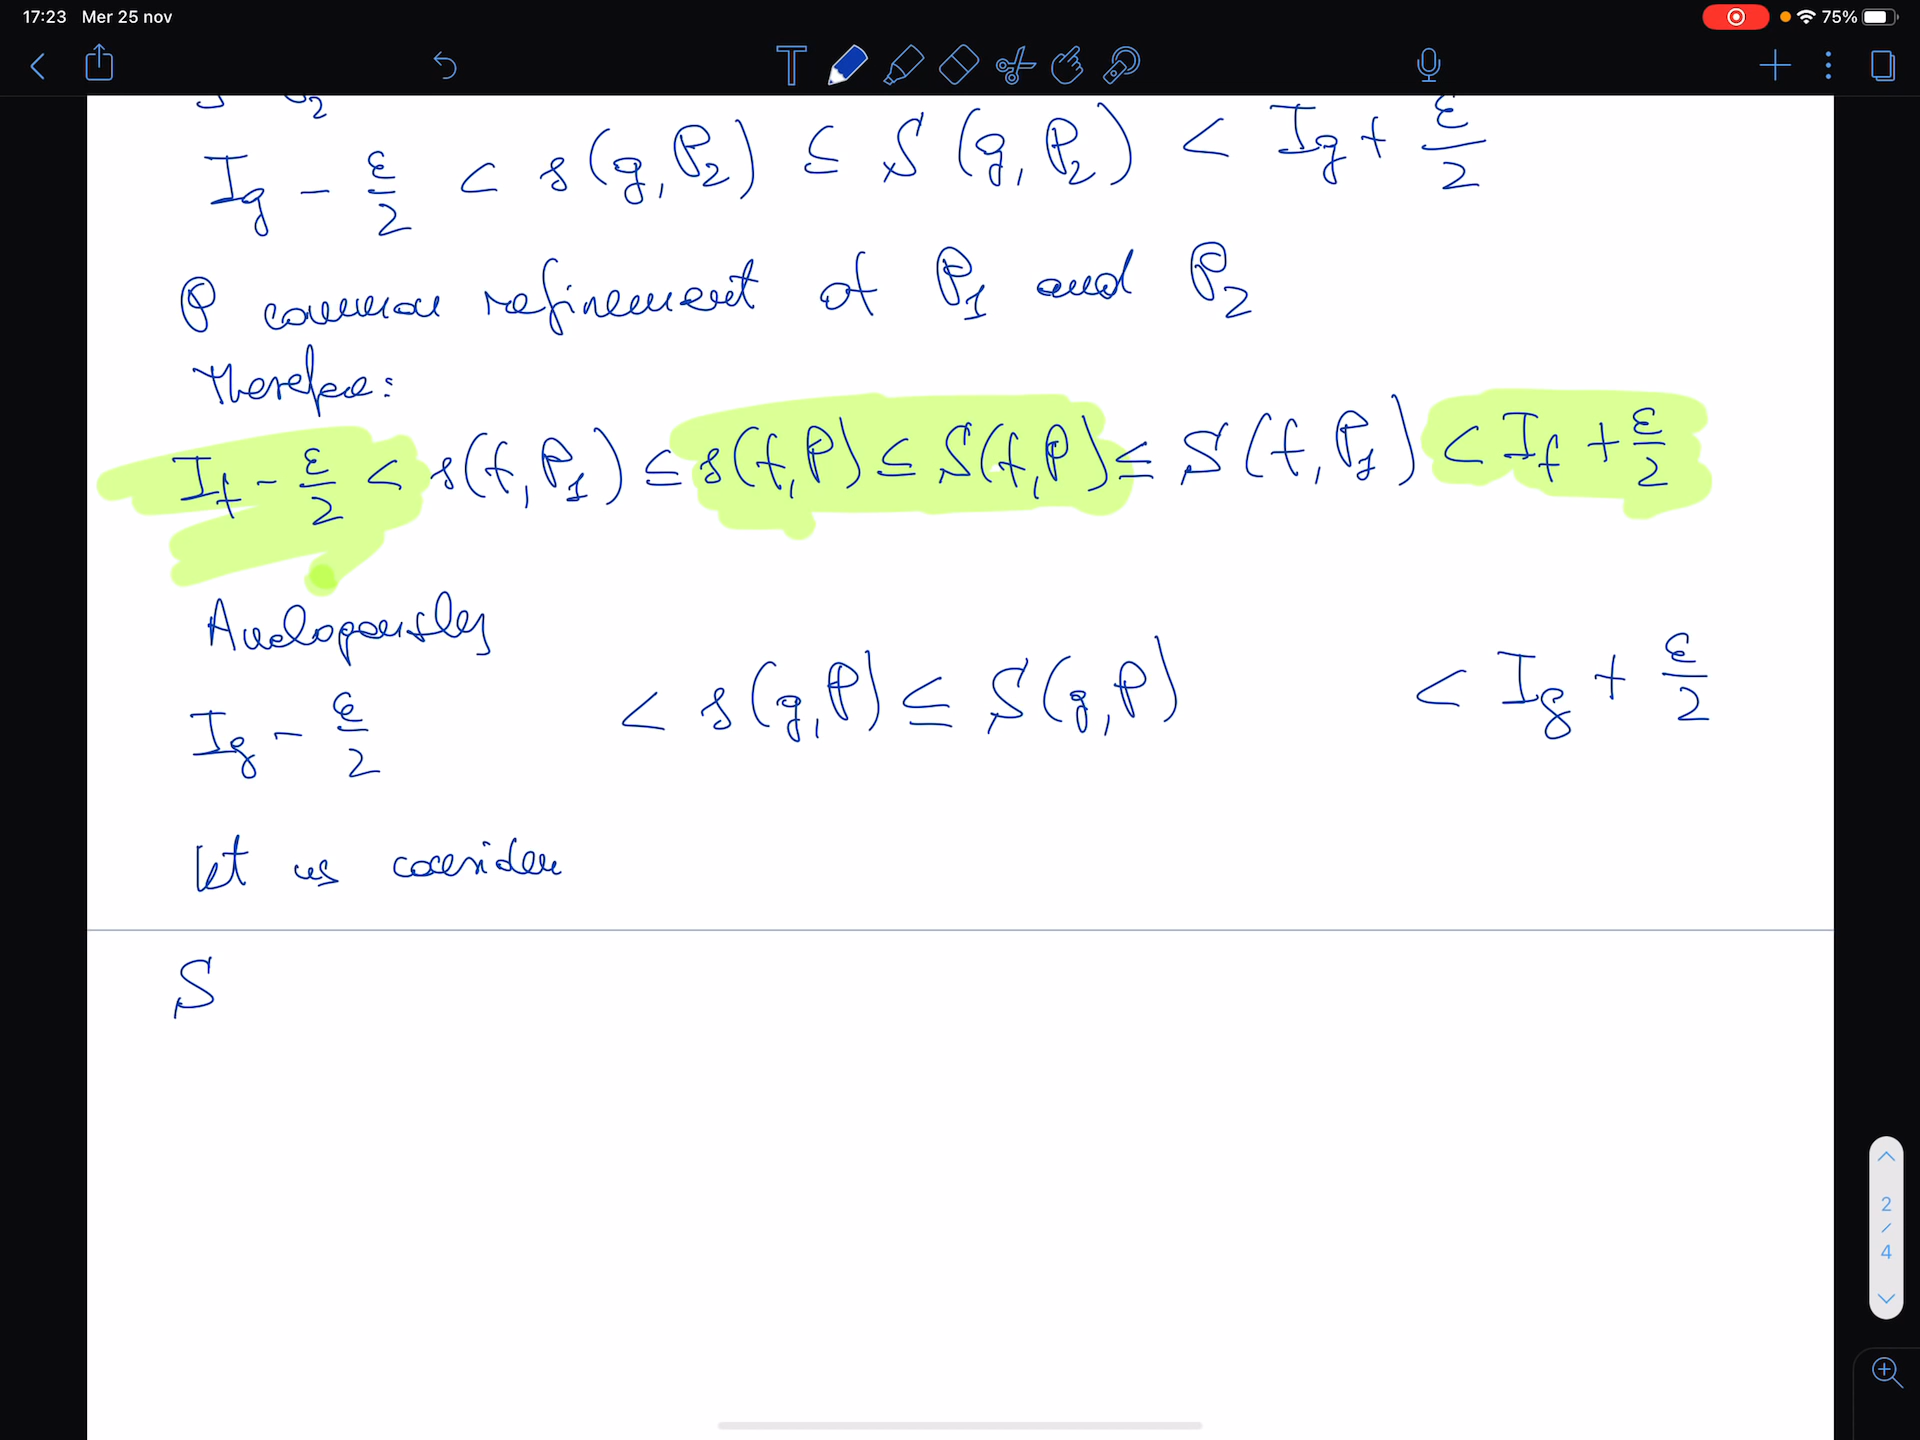 17:23 Mer 25 nov 75%
I_g - ε/2 < s(g, P_2) ≤ S(g, P_2) < I_g + ε/2
P common refinement of P_1 and P_2
Therefore:
I_f - ε/2 < s(f, P_1) ≤ s(f, P) ≤ S(f, P) ≤ S(f, P_1) < I_f + ε/2
Analogously
I_g - ε/2 < s(g, P) ≤ S(g, P) < I_g + ε/2
Let us consider
S
2 / 4